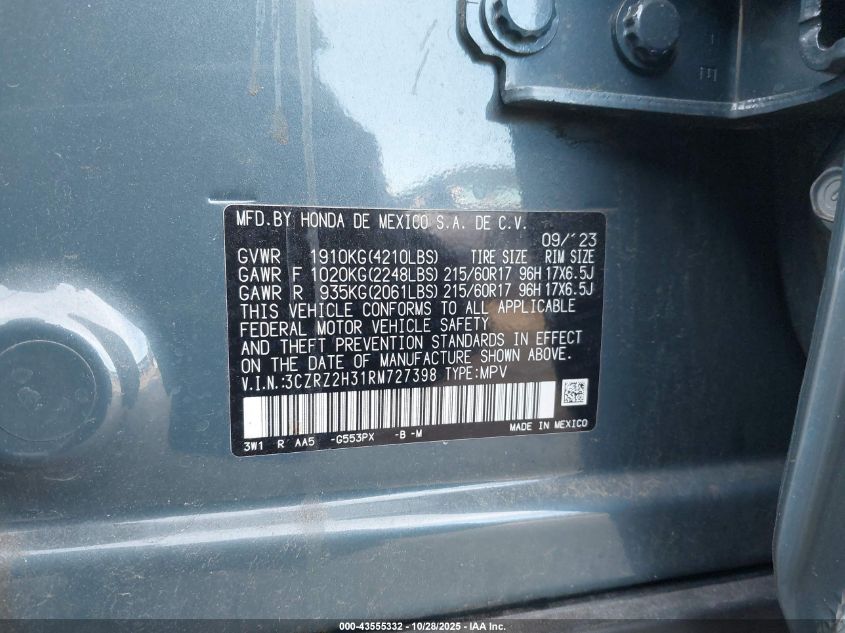 MFD.BY HONDA DE MEXICO S.A. DE C.V.
09/'23
GVWR 1910KG(4210LBS) TIRE SIZE RIM SIZE
GAWR F 1020KG(2248LBS) 215/60R17 96H 17X6.5J
GAWR R 935KG(2061LBS) 215/60R17 96H 17X6.5J
THIS VEHICLE CONFORMS TO ALL APPLICABLE
FEDERAL MOTOR VEHICLE SAFETY
AND THEFT PREVENTION STANDARDS IN EFFECT
ON THE DATE OF MANUFACTURE SHOWN ABOVE.
V.I.N.:3CZRZ2H31RM727398 TYPE:MPV
MADE IN MEXICO
3W1 R AA5 -G553PX -B -M
000-43555332 - 10/28/2025 - IAA Inc.